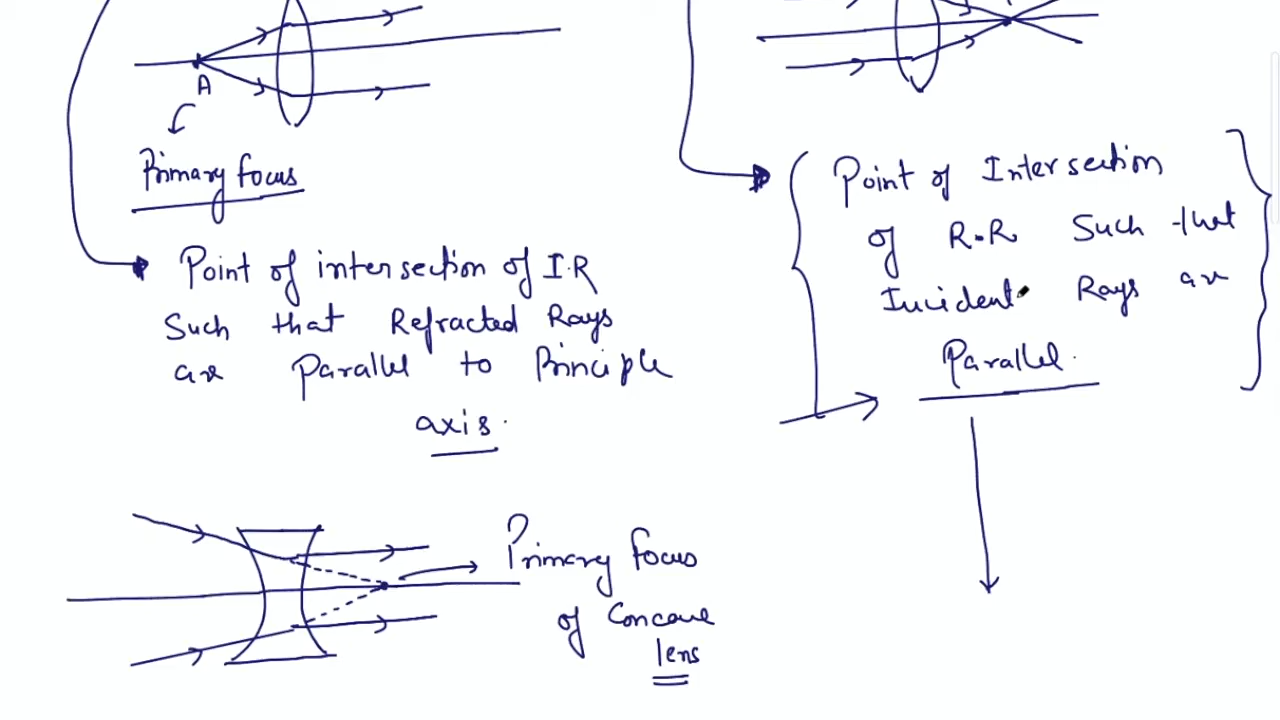 A
Primary focus
Point of intersection of I.R
Such that Refracted Rays
are Parallel to Principle
axis.
Point of Intersection
of R.R Such that
Incident Rays are
Parallel.
Primary focus
of Concave
lens